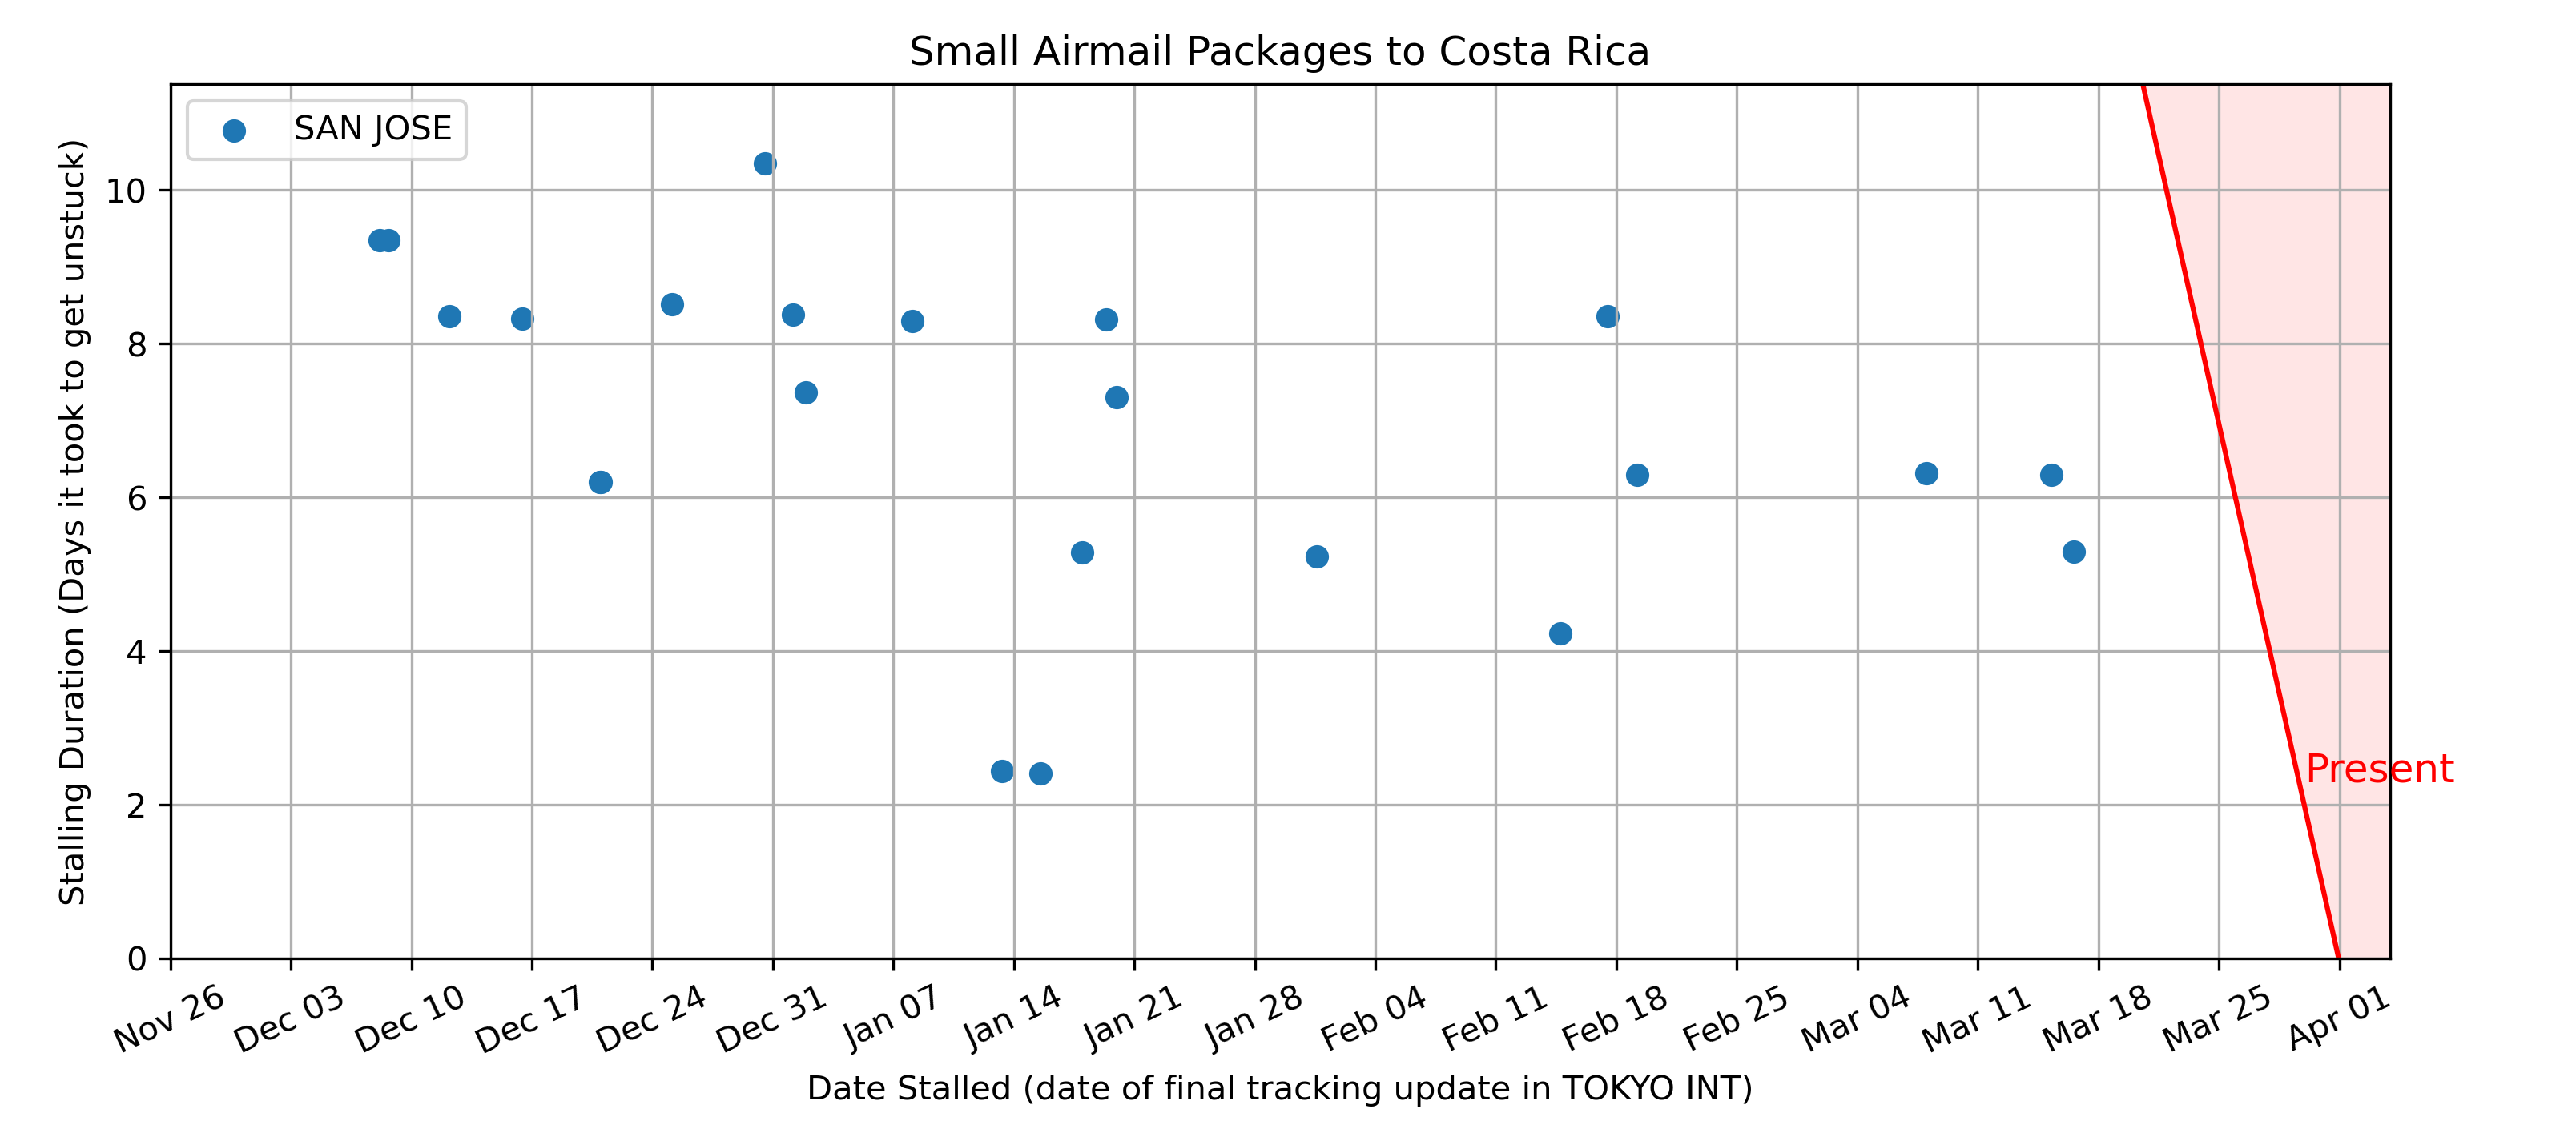 Small Airmail Packages to Costa Rica
SAN JOSE
Stalling Duration (Days it took to get unstuck)
10
8
6
4
2
0
Present
Nov 26
Dec 03
Dec 10
Dec 17
Dec 24
Dec 31
Jan 07
Jan 14
Jan 21
Jan 28
Feb 04
Feb 11
Feb 18
Feb 25
Mar 04
Mar 11
Mar 18
Mar 25
Apr 01
Date Stalled (date of final tracking update in TOKYO INT)